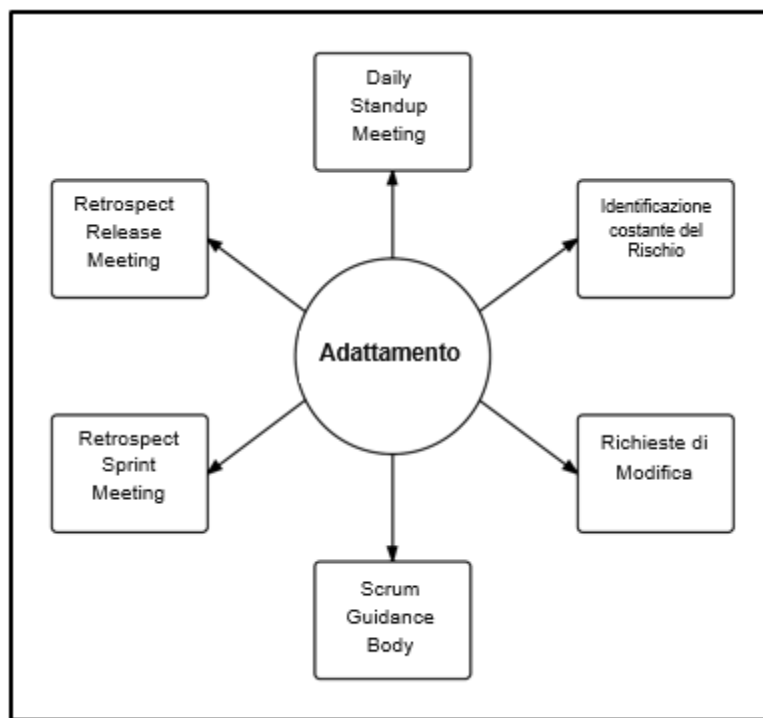 Daily
Standup
Meeting
Retrospect
Release
Meeting
Identificazione
costante del
Rischio
Adattamento
Retrospect
Sprint
Meeting
Richieste di
Modifica
Scrum
Guidance
Body